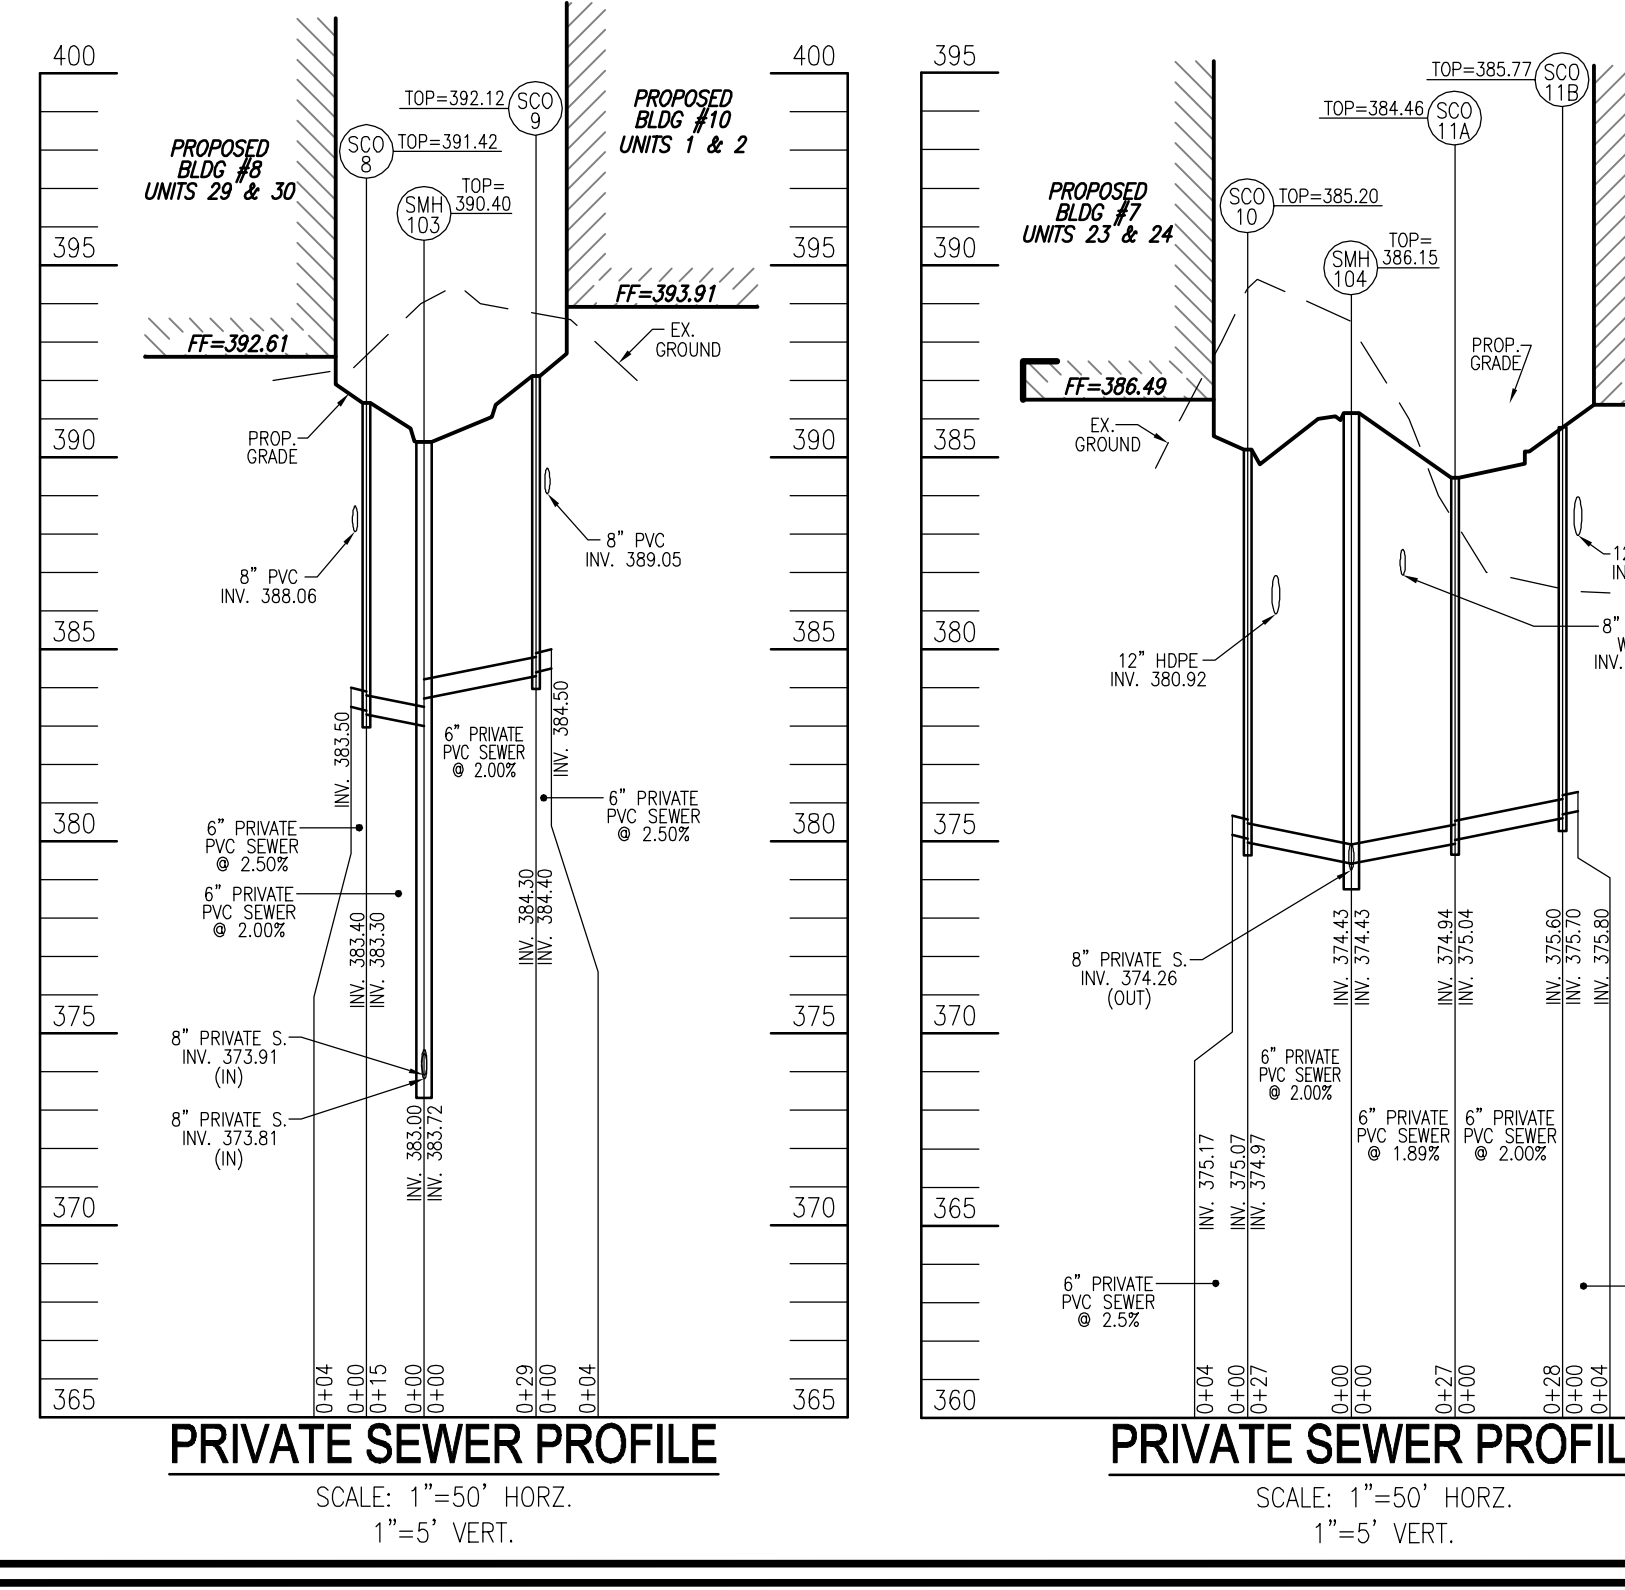 400
395
390
385
380
375
370
365
PROPOSED
BLDG #8
UNITS 29 & 30
FF=392.61
SCO
8
TOP=391.42
SMH
103
TOP=
390.40
TOP=392.12
SCO
9
PROPOSED
BLDG #10
UNITS 1 & 2
FF=393.91
EX.
GROUND
PROP.
GRADE
8" PVC
INV. 388.06
8" PVC
INV. 389.05
INV. 383.50
6" PRIVATE
PVC SEWER
@ 2.00%
INV. 384.50
6" PRIVATE
PVC SEWER
@ 2.50%
6" PRIVATE
PVC SEWER
@ 2.50%
6" PRIVATE
PVC SEWER
@ 2.00%
INV. 383.40
INV. 383.30
INV. 384.30
INV. 384.40
8" PRIVATE S.
INV. 373.91
(IN)
8" PRIVATE S.
INV. 373.81
(IN)
INV. 383.00
INV. 383.72
0+04
0+00
0+15
0+00
0+00
0+29
0+00
0+04
400
395
390
385
380
375
370
365
PRIVATE SEWER PROFILE
SCALE: 1"=50' HORZ.
1"=5' VERT.
395
390
385
380
375
370
365
360
PROPOSED
BLDG #7
UNITS 23 & 24
FF=386.49
SCO
10
TOP=385.20
SMH
104
TOP=
386.15
TOP=384.46
SCO
11A
TOP=385.77
SCO
11B
PROP.
GRADE
EX.
GROUND
12" HDPE
INV. 380.92
12
IN
8"
W
INV.
8" PRIVATE S.
INV. 374.26
(OUT)
INV. 374.43
INV. 374.43
INV. 374.94
INV. 375.04
INV. 375.60
INV. 375.70
INV. 375.80
6" PRIVATE
PVC SEWER
@ 2.00%
6" PRIVATE
PVC SEWER
@ 1.89%
6" PRIVATE
PVC SEWER
@ 2.00%
INV. 375.17
INV. 375.07
INV. 374.97
6" PRIVATE
PVC SEWER
@ 2.5%
0+04
0+00
0+27
0+00
0+00
0+27
0+00
0+28
0+00
0+04
PRIVATE SEWER PROFIL
SCALE: 1"=50' HORZ.
1"=5' VERT.